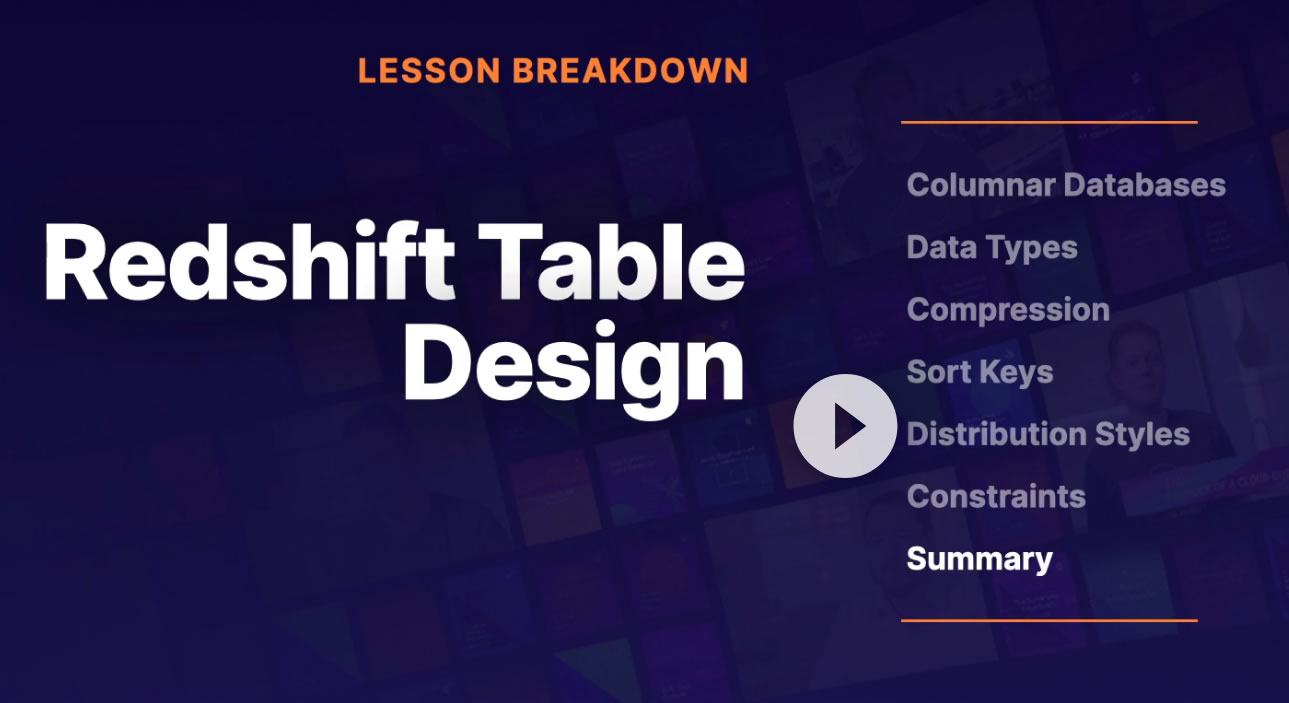 LESSON BREAKDOWN
Redshift Table
Design
Columnar Databases
Data Types
Compression
Sort Keys
Distribution Styles
Constraints
Summary